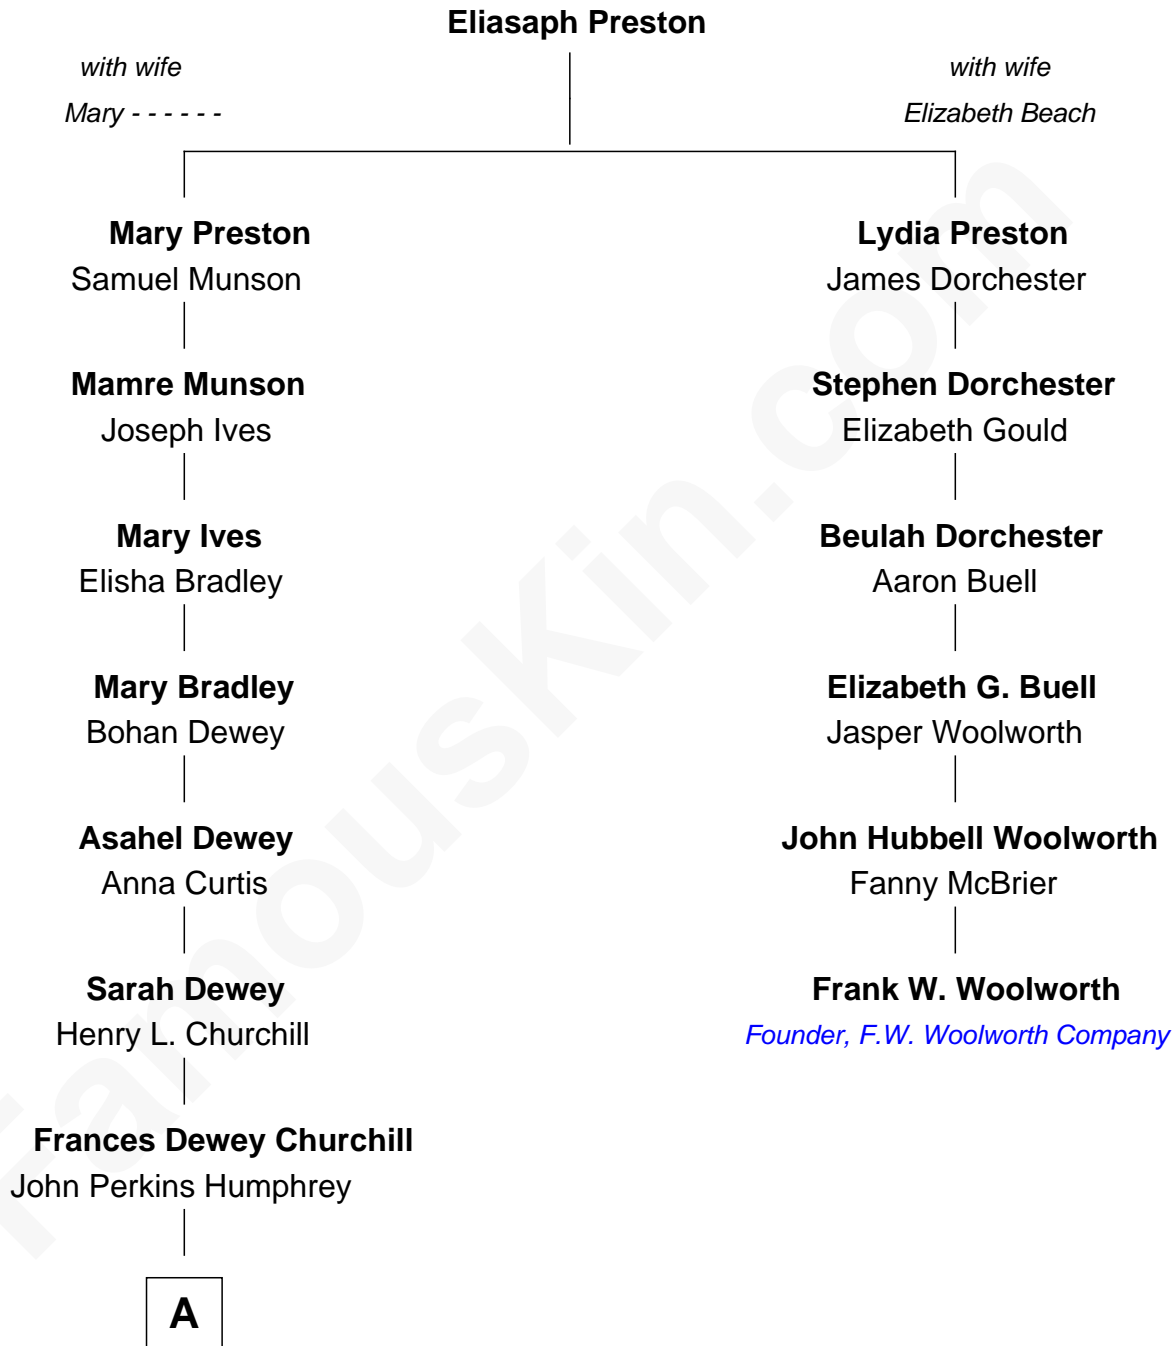 Eliasaph Preston
with wife
Mary - - - - - -
with wife
Elizabeth Beach
Mary Preston
Samuel Munson
Lydia Preston
James Dorchester
Mamre Munson
Joseph Ives
Stephen Dorchester
Elizabeth Gould
Mary Ives
Elisha Bradley
Beulah Dorchester
Aaron Buell
Mary Bradley
Bohan Dewey
Elizabeth G. Buell
Jasper Woolworth
Asahel Dewey
Anna Curtis
John Hubbell Woolworth
Fanny McBrier
Sarah Dewey
Henry L. Churchill
Frank W. Woolworth
Founder, F.W. Woolworth Company
Frances Dewey Churchill
John Perkins Humphrey
A
FamousKin.com